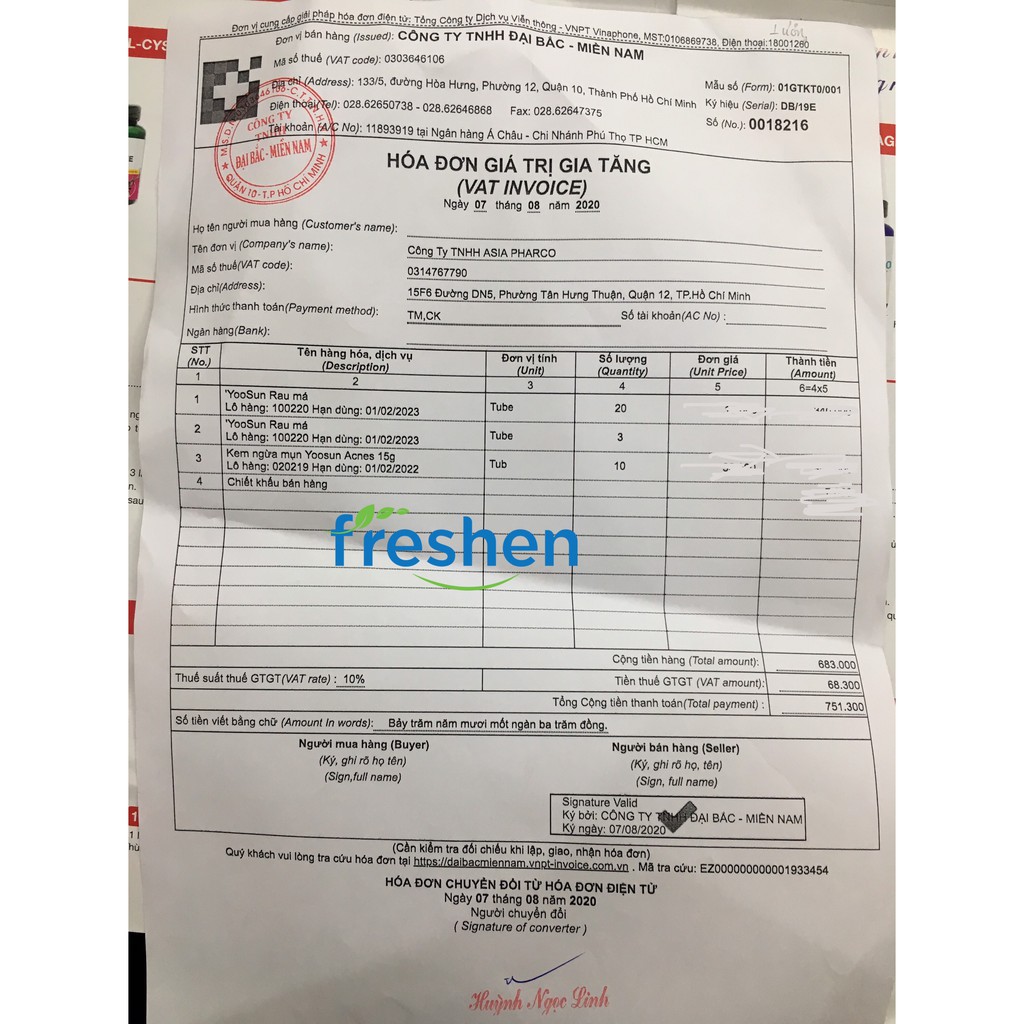 Đơn vị cung cấp giải pháp hóa đơn điện tử: Tổng Công ty Dịch vụ Viễn thông - VNPT Vinaphone, MST:0106869738, Điện thoại:18001260
Đơn vị bán hàng (Issued): CÔNG TY TNHH ĐẠI BẮC - MIỀN NAM
Mã số thuế (VAT code): 0303646106
Địa chỉ (Address): 133/5, đường Hòa Hưng, Phường 12, Quận 10, Thành Phố Hồ Chí Minh
Điện thoại(Tel): 028.62650738 - 028.62646868 Fax: 028.62647375
Tài khoản (A/C No): 11893919 tại Ngân hàng Á Châu - Chi Nhánh Phú Thọ TP HCM
Mẫu số (Form): 01GTKT0/001
Ký hiệu (Serial): DB/19E
Số (No.): 0018216
CÔNG TY
TNHH
ĐẠI BẮC - MIỀN NAM
QUẬN 10 - T.P HỒ CHÍ MINH
HÓA ĐƠN GIÁ TRỊ GIA TĂNG
(VAT INVOICE)
Ngày 07 tháng 08 năm 2020
Họ tên người mua hàng (Customer's name):
Tên đơn vị (Company's name): Công Ty TNHH ASIA PHARCO
Mã số thuế(VAT code): 0314767790
Địa chỉ(Address): 15F6 Đường DN5, Phường Tân Hưng Thuận, Quận 12, TP.Hồ Chí Minh
Hình thức thanh toán(Payment method): TM,CK Số tài khoản(AC No) :
Ngân hàng(Bank):
STT Tên hàng hóa, dịch vụ Đơn vị tính Số lượng Đơn giá Thành tiền
(No.) (Description) (Unit) (Quantity) (Unit Price) (Amount)
1 2 3 4 5 6=4x5
1 'YooSun Rau má Tube 20
Lô hàng: 100220 Hạn dùng: 01/02/2023
2 'YooSun Rau má Tube 3
Lô hàng: 100220 Hạn dùng: 01/02/2023
3 Kem ngừa mụn Yoosun Acnes 15g Tub 10
Lô hàng: 020219 Hạn dùng: 01/02/2022
4 Chiết khấu bán hàng
freshen
Cộng tiền hàng (Total amount): 683.000
Thuế suất thuế GTGT(VAT rate) : 10% Tiền thuế GTGT (VAT amount): 68.300
Tổng Cộng tiền thanh toán(Total payment) : 751.300
Số tiền viết bằng chữ (Amount In words): Bảy trăm năm mươi mốt ngàn ba trăm đồng.
Người mua hàng (Buyer) Người bán hàng (Seller)
(Ký, ghi rõ họ tên) (Ký, ghi rõ họ, tên)
(Sign,full name) (Sign, full name)
Signature Valid
Ký bởi: CÔNG TY TNHH ĐẠI BẮC - MIỀN NAM
Ký ngày: 07/08/2020
(Cần kiểm tra đối chiếu khi lập, giao, nhận hóa đơn)
Quý khách vui lòng tra cứu hóa đơn tại https://daibacmiennam.vnpt-invoice.com.vn . Mã tra cứu: EZ0000000000001933454
HÓA ĐƠN CHUYỂN ĐỔI TỪ HÓA ĐƠN ĐIỆN TỬ
Ngày 07 tháng 08 năm 2020
Người chuyển đổi
( Signature of converter )
Huỳnh Ngọc Linh